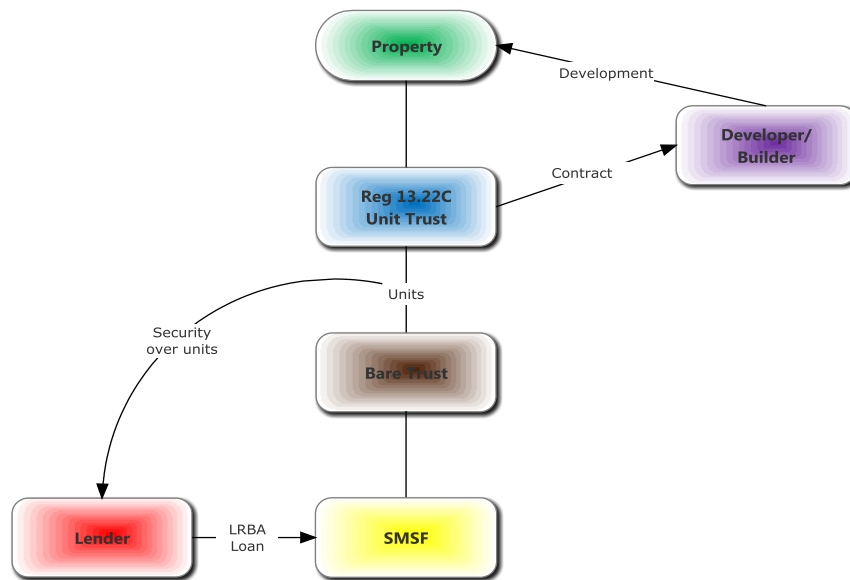 Property
Development
Developer/
Builder
Contract
Reg 13.22C
Unit Trust
Units
Security
over units
Bare Trust
Lender
LRBA
Loan
SMSF